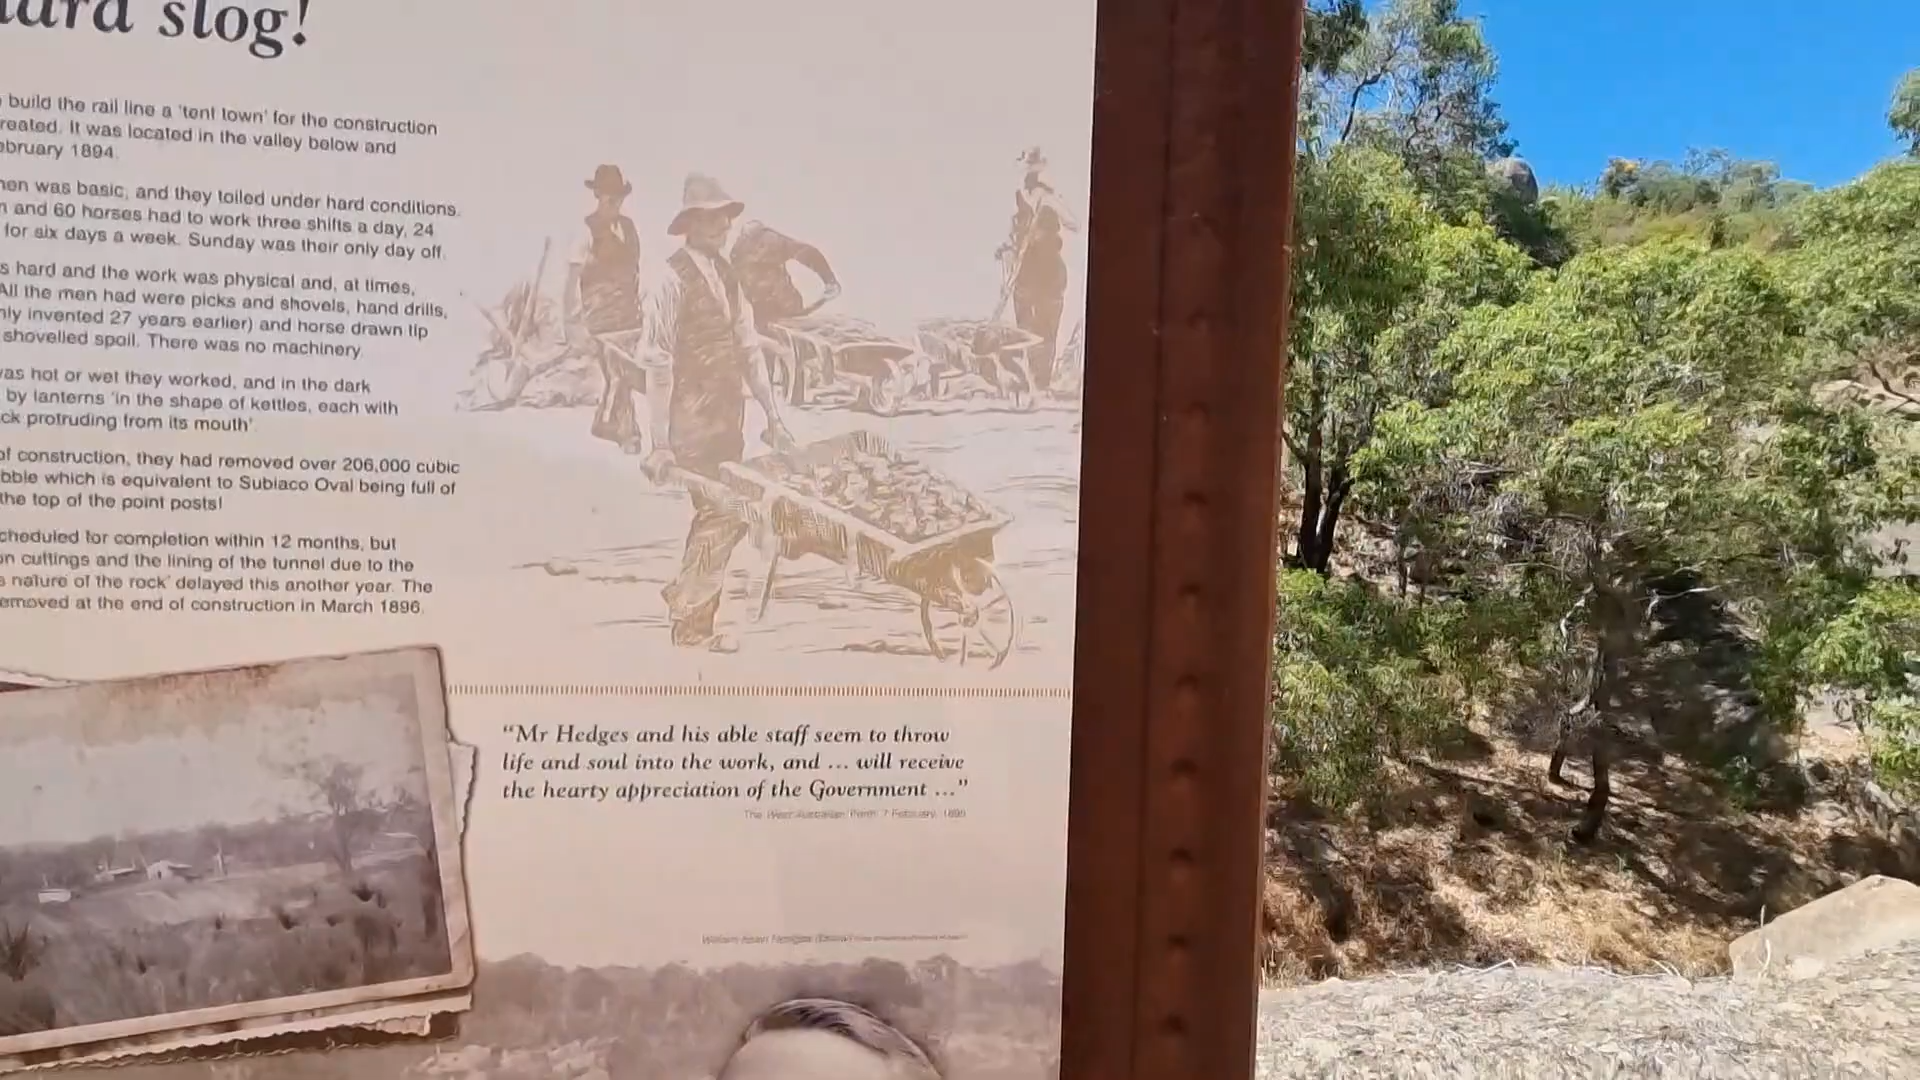 slog!
build the rail line a 'tent town' for the construction
reated. It was located in the valley below and
ebruary 1894.
en was basic, and they toiled under hard conditions.
and 60 horses had to work three shifts a day, 24
for six days a week. Sunday was their only day off.
s hard and the work was physical and, at times,
All the men had were picks and shovels, hand drills,
ly invented 27 years earlier) and horse drawn tip
shovelled spoil. There was no machinery.
was hot or wet they worked, and in the dark
by lanterns 'in the shape of kettles, each with
ck protruding from its mouth'.
of construction, they had removed over 206,000 cubic
bble which is equivalent to Subiaco Oval being full of
the top of the point posts!
cheduled for completion within 12 months, but
on cuttings and the lining of the tunnel due to the
s nature of the rock' delayed this another year. The
emoved at the end of construction in March 1896.
"Mr Hedges and his able staff seem to throw
life and soul into the work, and ... will receive
the hearty appreciation of the Government ..."
The West Australian, Perth, 7 February,